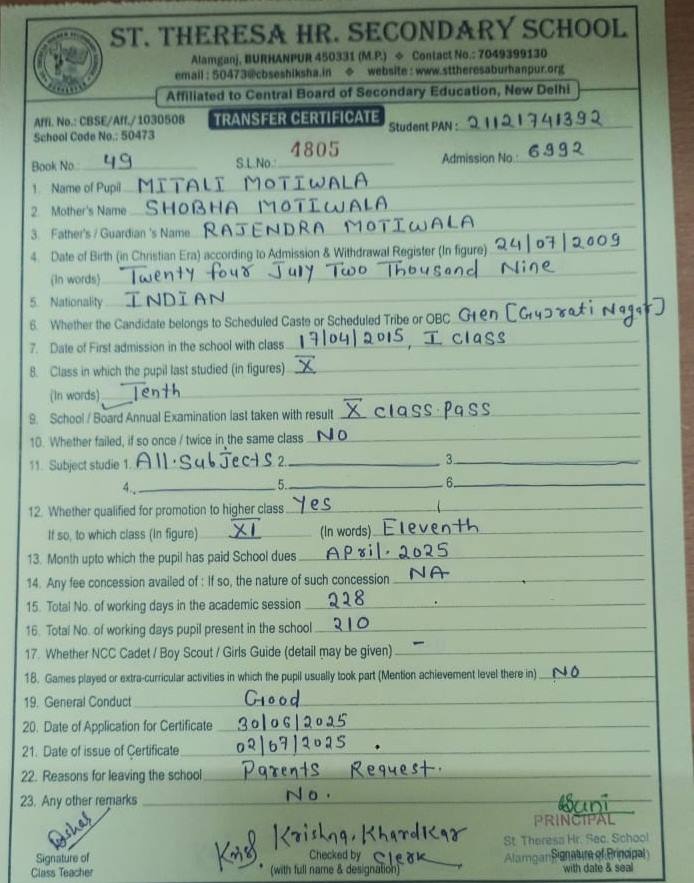 ST. THERESA HR. SECONDARY SCHOOL
Alamganj, BURHANPUR 450331 (M.P.) ❖ Contact No.: 7049399130
email : 50473@cbseshiksha.in ❖ website : www.sttheresaburhanpur.org
Affiliated to Central Board of Secondary Education, New Delhi
Affi. No.: CBSE/Aff./1030508 TRANSFER CERTIFICATE Student PAN : 21121741392
School Code No.: 50473
Book No. 49 S.L.No.: 4805 Admission No.: 6992
1. Name of Pupil MITALI MOTIWALA
2. Mother's Name SHOBHA MOTIWALA
3. Father's / Guardian 's Name RAJENDRA MOTIWALA
4. Date of Birth (in Christian Era) according to Admission & Withdrawal Register (In figure) 24/07/2009
(In words) Twenty four July Two Thousand Nine
5. Nationality INDIAN
6. Whether the Candidate belongs to Scheduled Caste or Scheduled Tribe or OBC Gen [Gujrati Nagar]
7. Date of First admission in the school with class 17/04/2015, I class
8. Class in which the pupil last studied (in figures) X
(In words) Tenth
9. School / Board Annual Examination last taken with result X class Pass
10. Whether failed, if so once / twice in the same class NO
11. Subject studie 1. All Subjects 2. 3.
4. 5. 6.
12. Whether qualified for promotion to higher class Yes
If so, to which class (In figure) XI (In words) Eleventh
13. Month upto which the pupil has paid School dues April. 2025
14. Any fee concession availed of : If so, the nature of such concession NA
15. Total No. of working days in the academic session 228
16. Total No. of working days pupil present in the school 210
17. Whether NCC Cadet / Boy Scout / Girls Guide (detail may be given) -
18. Games played or extra-curricular activities in which the pupil usually took part (Mention achievement level there in) NO
19. General Conduct Good
20. Date of Application for Certificate 30/06/2025
21. Date of issue of Certificate 02/07/2025
22. Reasons for leaving the school Parents Request.
23. Any other remarks No.
PRINCIPAL
Krishna Khardkar
St Theresa Hr. Sec. School
Signature of Class Teacher
Checked by Clerk
(with full name & designation)
Alamganj
Signature of Principal
with date & seal